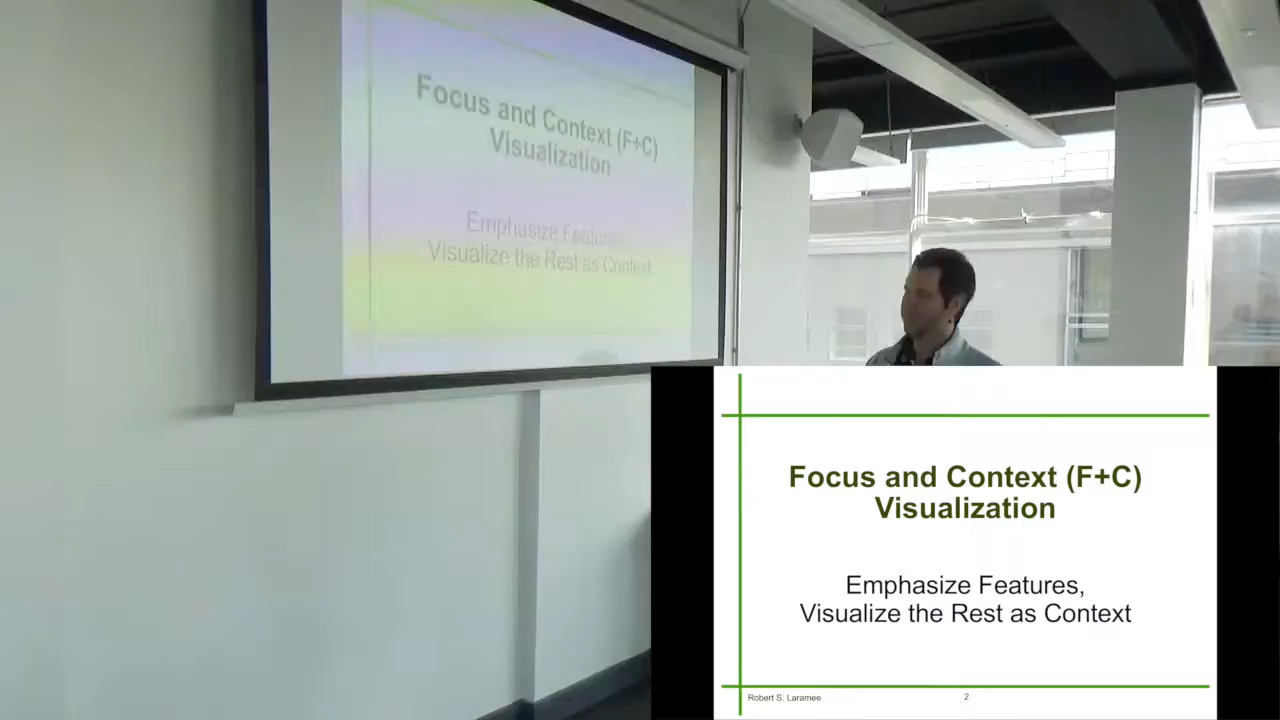 Focus and Context (F+C)
Visualization
Emphasize Features,
Visualize the Rest as Context
Focus and Context (F+C)
Visualization
Emphasize Features,
Visualize the Rest as Context
Robert S. Laramee
2